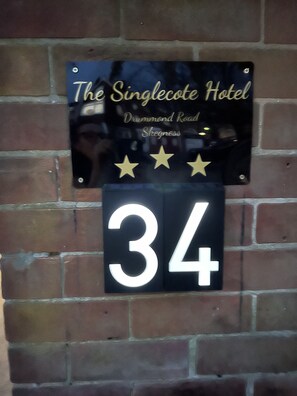 The Singlecote Hotel
Drummond Road
Skegness
34